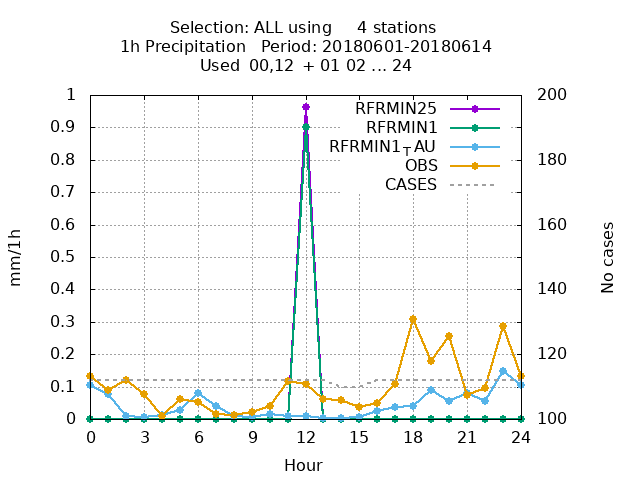 Selection: ALL using 4 stations
1h Precipitation Period: 20180601-20180614
Used 00,12 + 01 02 ... 24
1 200
RFRMIN25
0.9 RFRMIN1
RFRMIN1┬AU
0.8 180
OBS
0.7 CASES
0.6 160
0.5
0.4 140
0.3
0.2 120
0.1
0 100
0 3 6 9 12 15 18 21 24
mm/1h
No cases
Hour